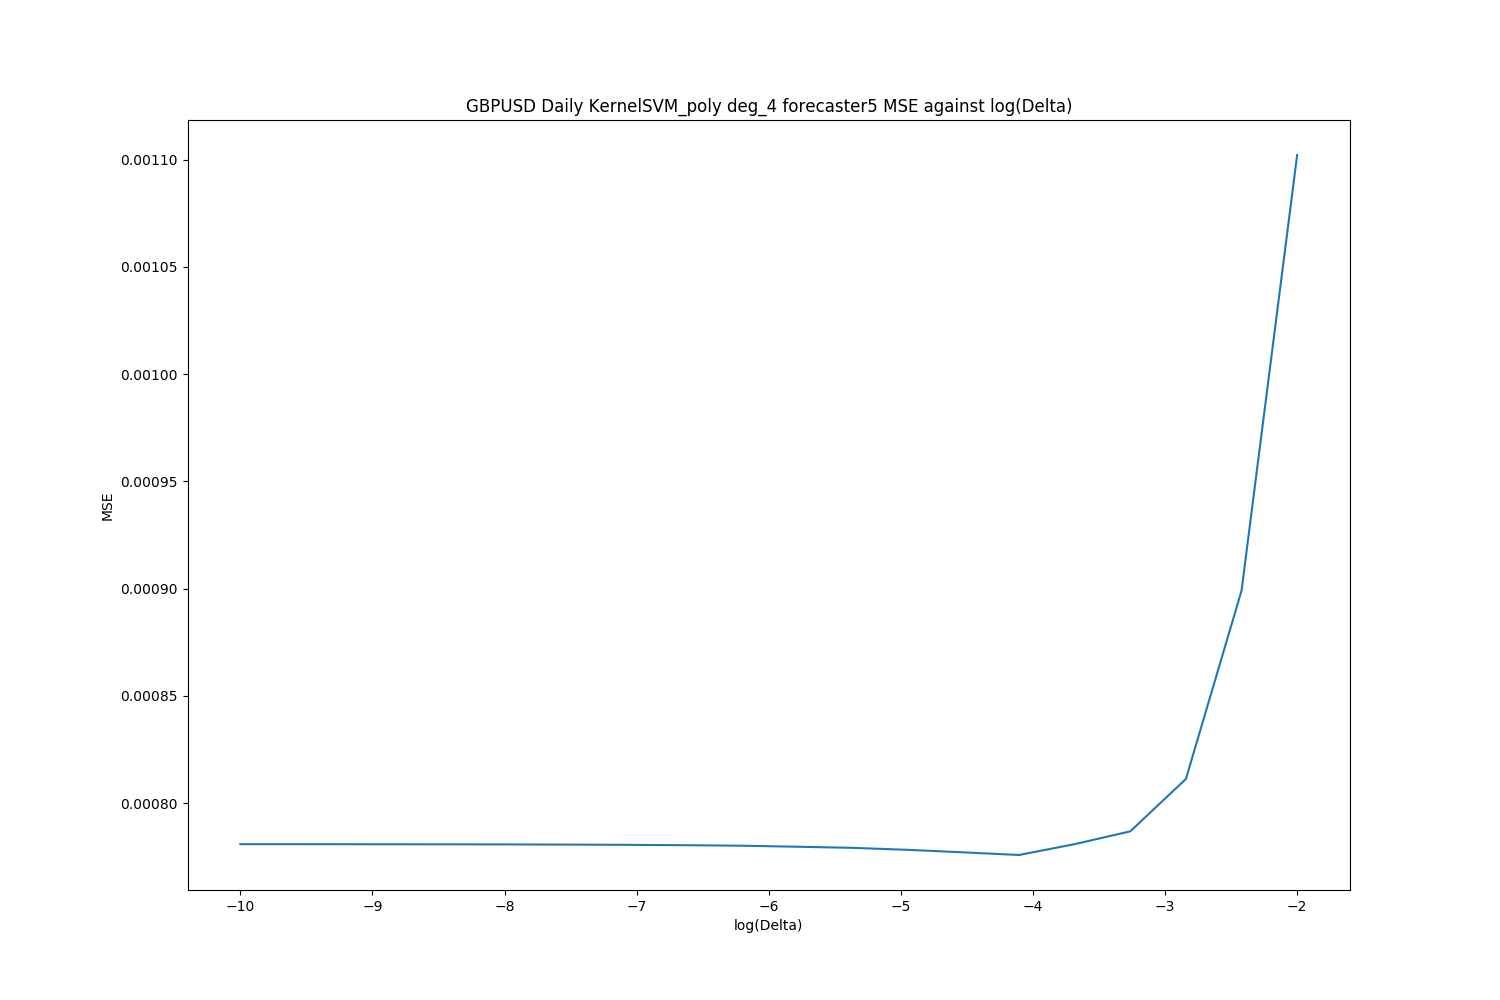 GBPUSD Daily KernelSVM_poly deg_4 forecaster5 MSE against log(Delta)
0.00110
0.00105
0.00100
0.00095
0.00090
0.00085
0.00080
MSE
−10 −9 −8 −7 −6 −5 −4 −3 −2
log(Delta)